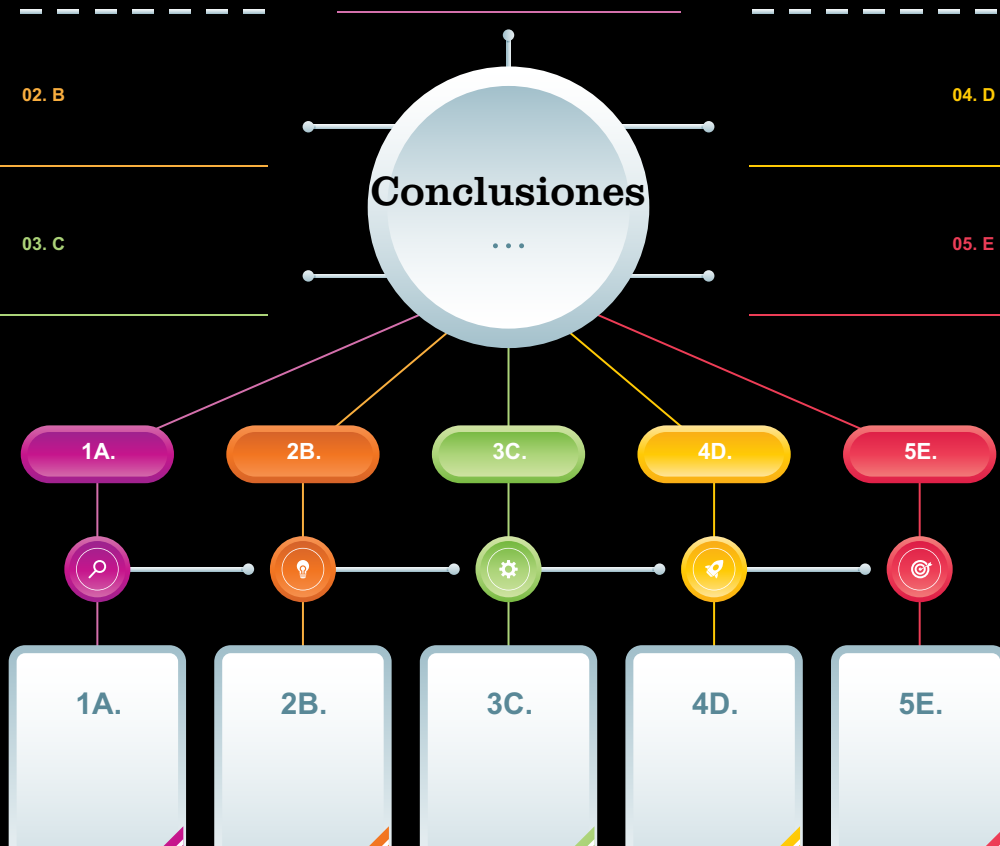 02. B
04. D
Conclusiones
...
03. C
05. E
1A.
2B.
3C.
4D.
5E.
1A.
2B.
3C.
4D.
5E.